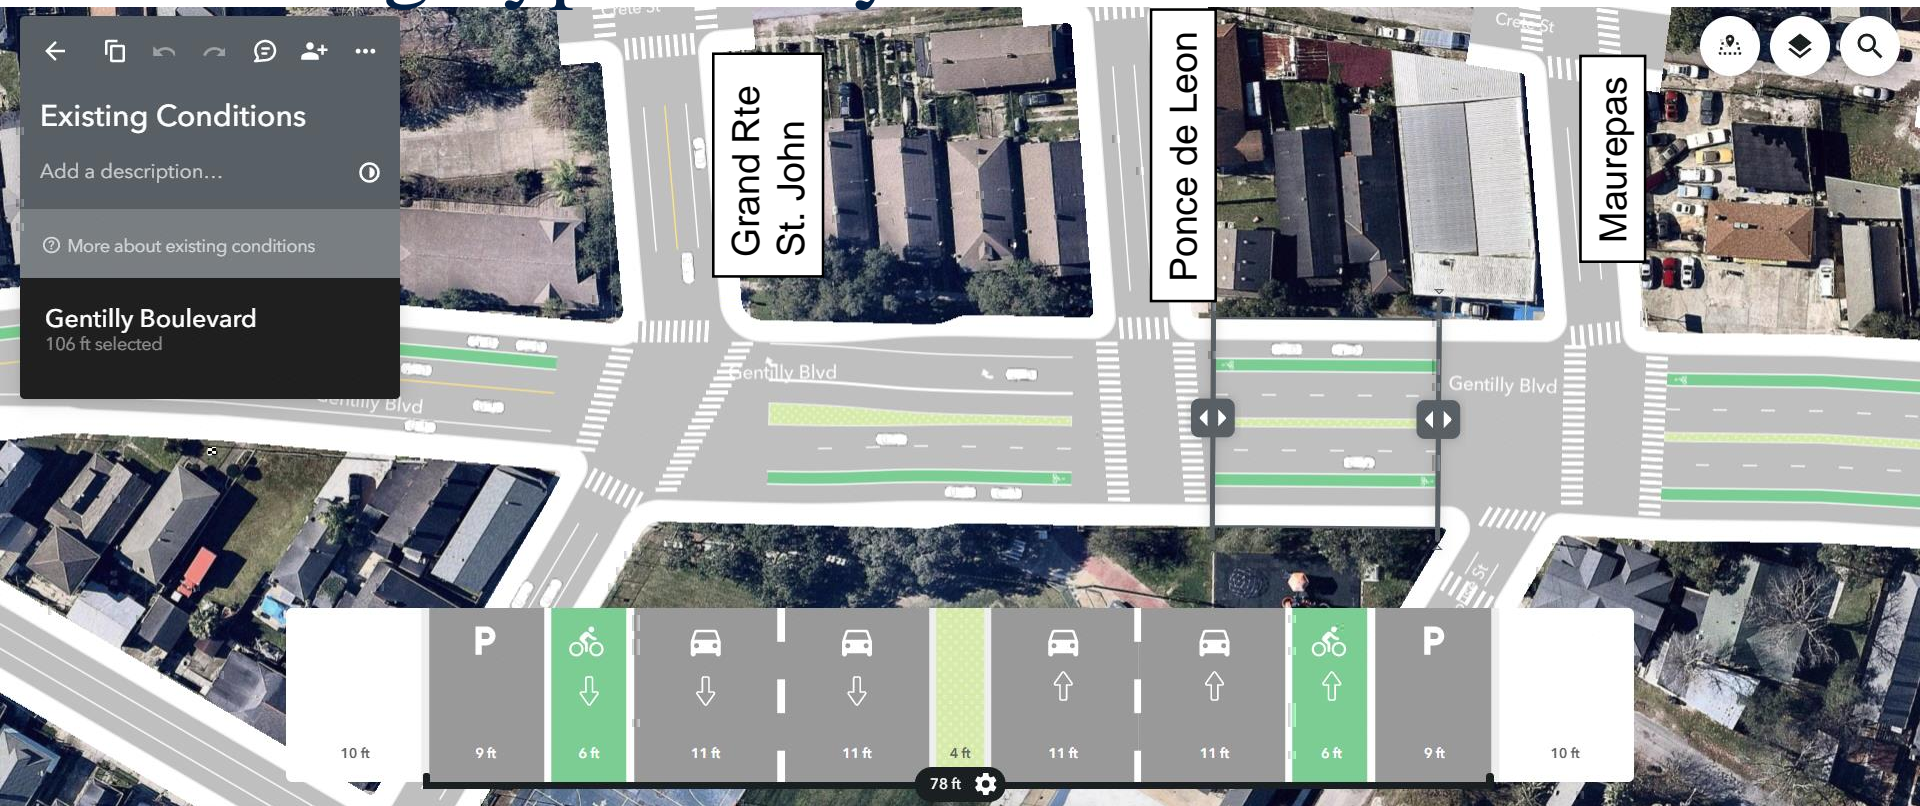 Crete St
Crete St
Existing Conditions
Add a description...
More about existing conditions
Gentilly Boulevard
106 ft selected
Grand Rte
St. John
Ponce de Leon
Maurepas
Gentilly Blvd
Gentilly Blvd
Gentilly Blvd
P
P
10 ft
9 ft
6 ft
11 ft
11 ft
4 ft
11 ft
11 ft
6 ft
9 ft
10 ft
78 ft